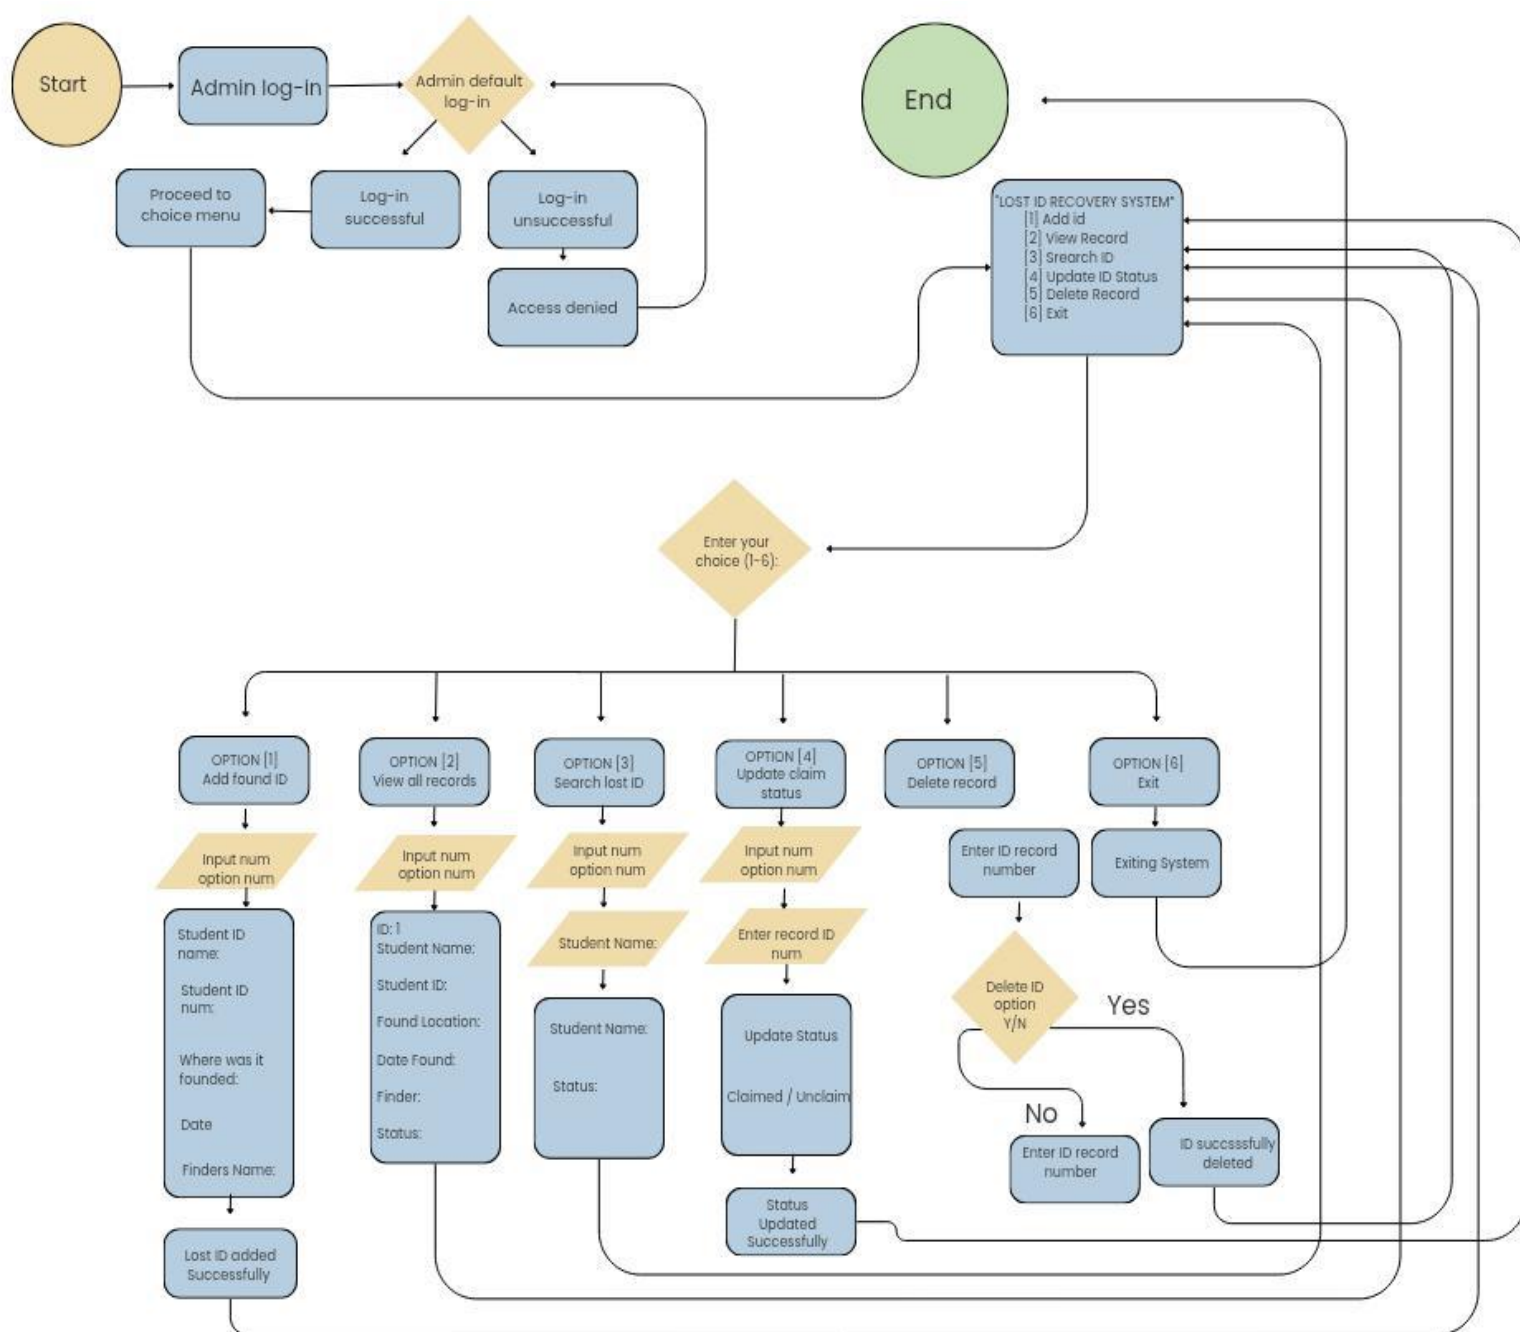 Start
Admin log-in
Admin default
log-in
End
Proceed to
choice menu
Log-in
successful
Log-in
unsuccessful
Access denied
"LOST ID RECOVERY SYSTEM"
[1] Add id
[2] View Record
[3] Srearch ID
[4] Update ID Status
[5] Delete Record
[6] Exit
Enter your
choice (1-6):
OPTION [1]
Add found ID
OPTION [2]
View all records
OPTION [3]
Search lost ID
OPTION [4]
Update claim
status
OPTION [5]
Delete record
OPTION [6]
Exit
Input num
option num
Input num
option num
Input num
option num
Input num
option num
Enter ID record
number
Exiting System
Student ID
name:
Student ID
num:
Where was it
founded:
Date
Finders Name:
ID: 1
Student Name:
Student ID:
Found Location:
Date Found:
Finder:
Status:
Student Name:
Student Name:
Status:
Enter record ID
num
Update Status
Claimed / Unclaim
Delete ID
option
Y/N
Yes
No
Enter ID record
number
ID succsssfully
deleted
Status
Updated
Successfully
Lost ID added
Successfully